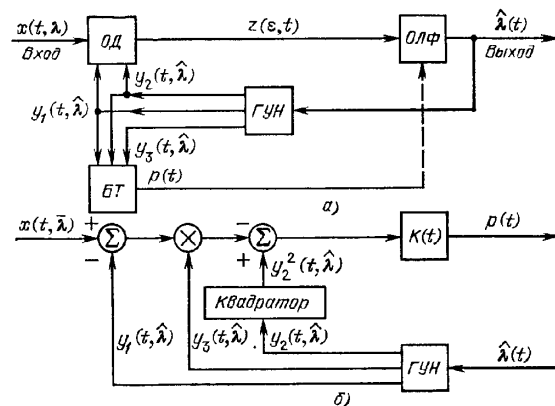 x(t,λ)
Вход
ОД
z(ε,t)
ОЛФ
λ̂(t)
Выход
y₂(t,λ̂)
y₁(t,λ̂)
ГУН
y₃(t,λ̂)
БТ
p(t)
а)
x(t,λ̄)
+
Σ
−
×
−
Σ
+
K(t)
p(t)
y₂²(t,λ̂)
Квадратор
y₁(t,λ̂)
y₃(t,λ̂)
y₂(t,λ̂)
ГУН
λ̂(t)
б)